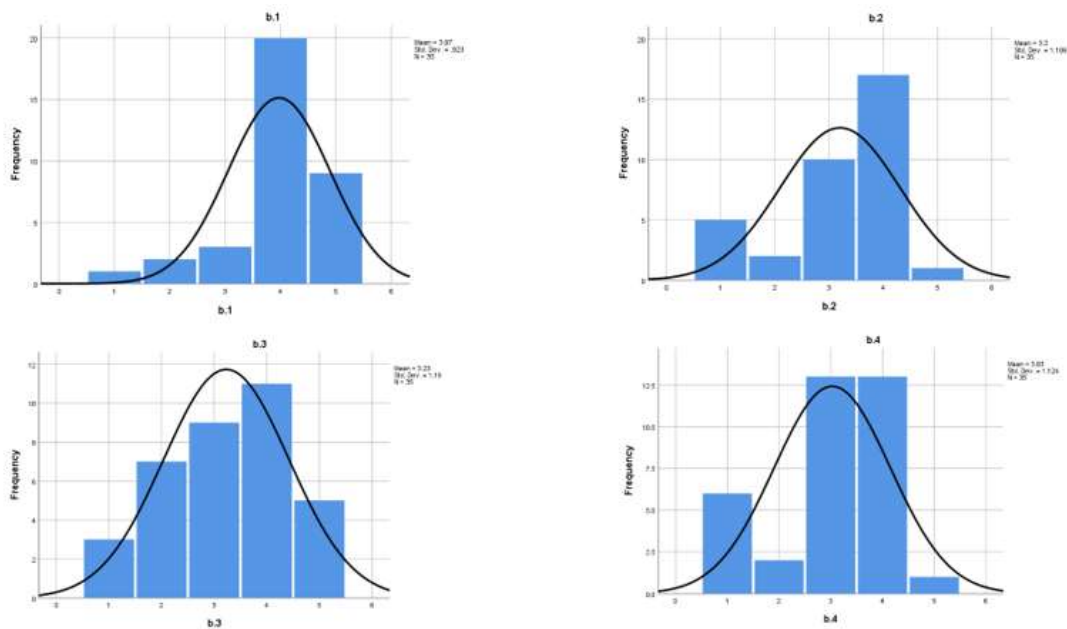 b.1
Mean = 3.97
Std. Dev. = .923
N = 35
20
15
10
5
0
Frequency
0 1 2 3 4 5 6
b.1
b.2
Mean = 3.2
Std. Dev. = 1.106
N = 35
20
15
10
5
0
Frequency
0 1 2 3 4 5 6
b.2
b.3
Mean = 3.23
Std. Dev. = 1.19
N = 35
12
10
8
6
4
2
0
Frequency
0 1 2 3 4 5 6
b.3
b.4
Mean = 3.03
Std. Dev. = 1.124
N = 35
12.5
10.0
7.5
5.0
2.5
0.0
Frequency
0 1 2 3 4 5 6
b.4